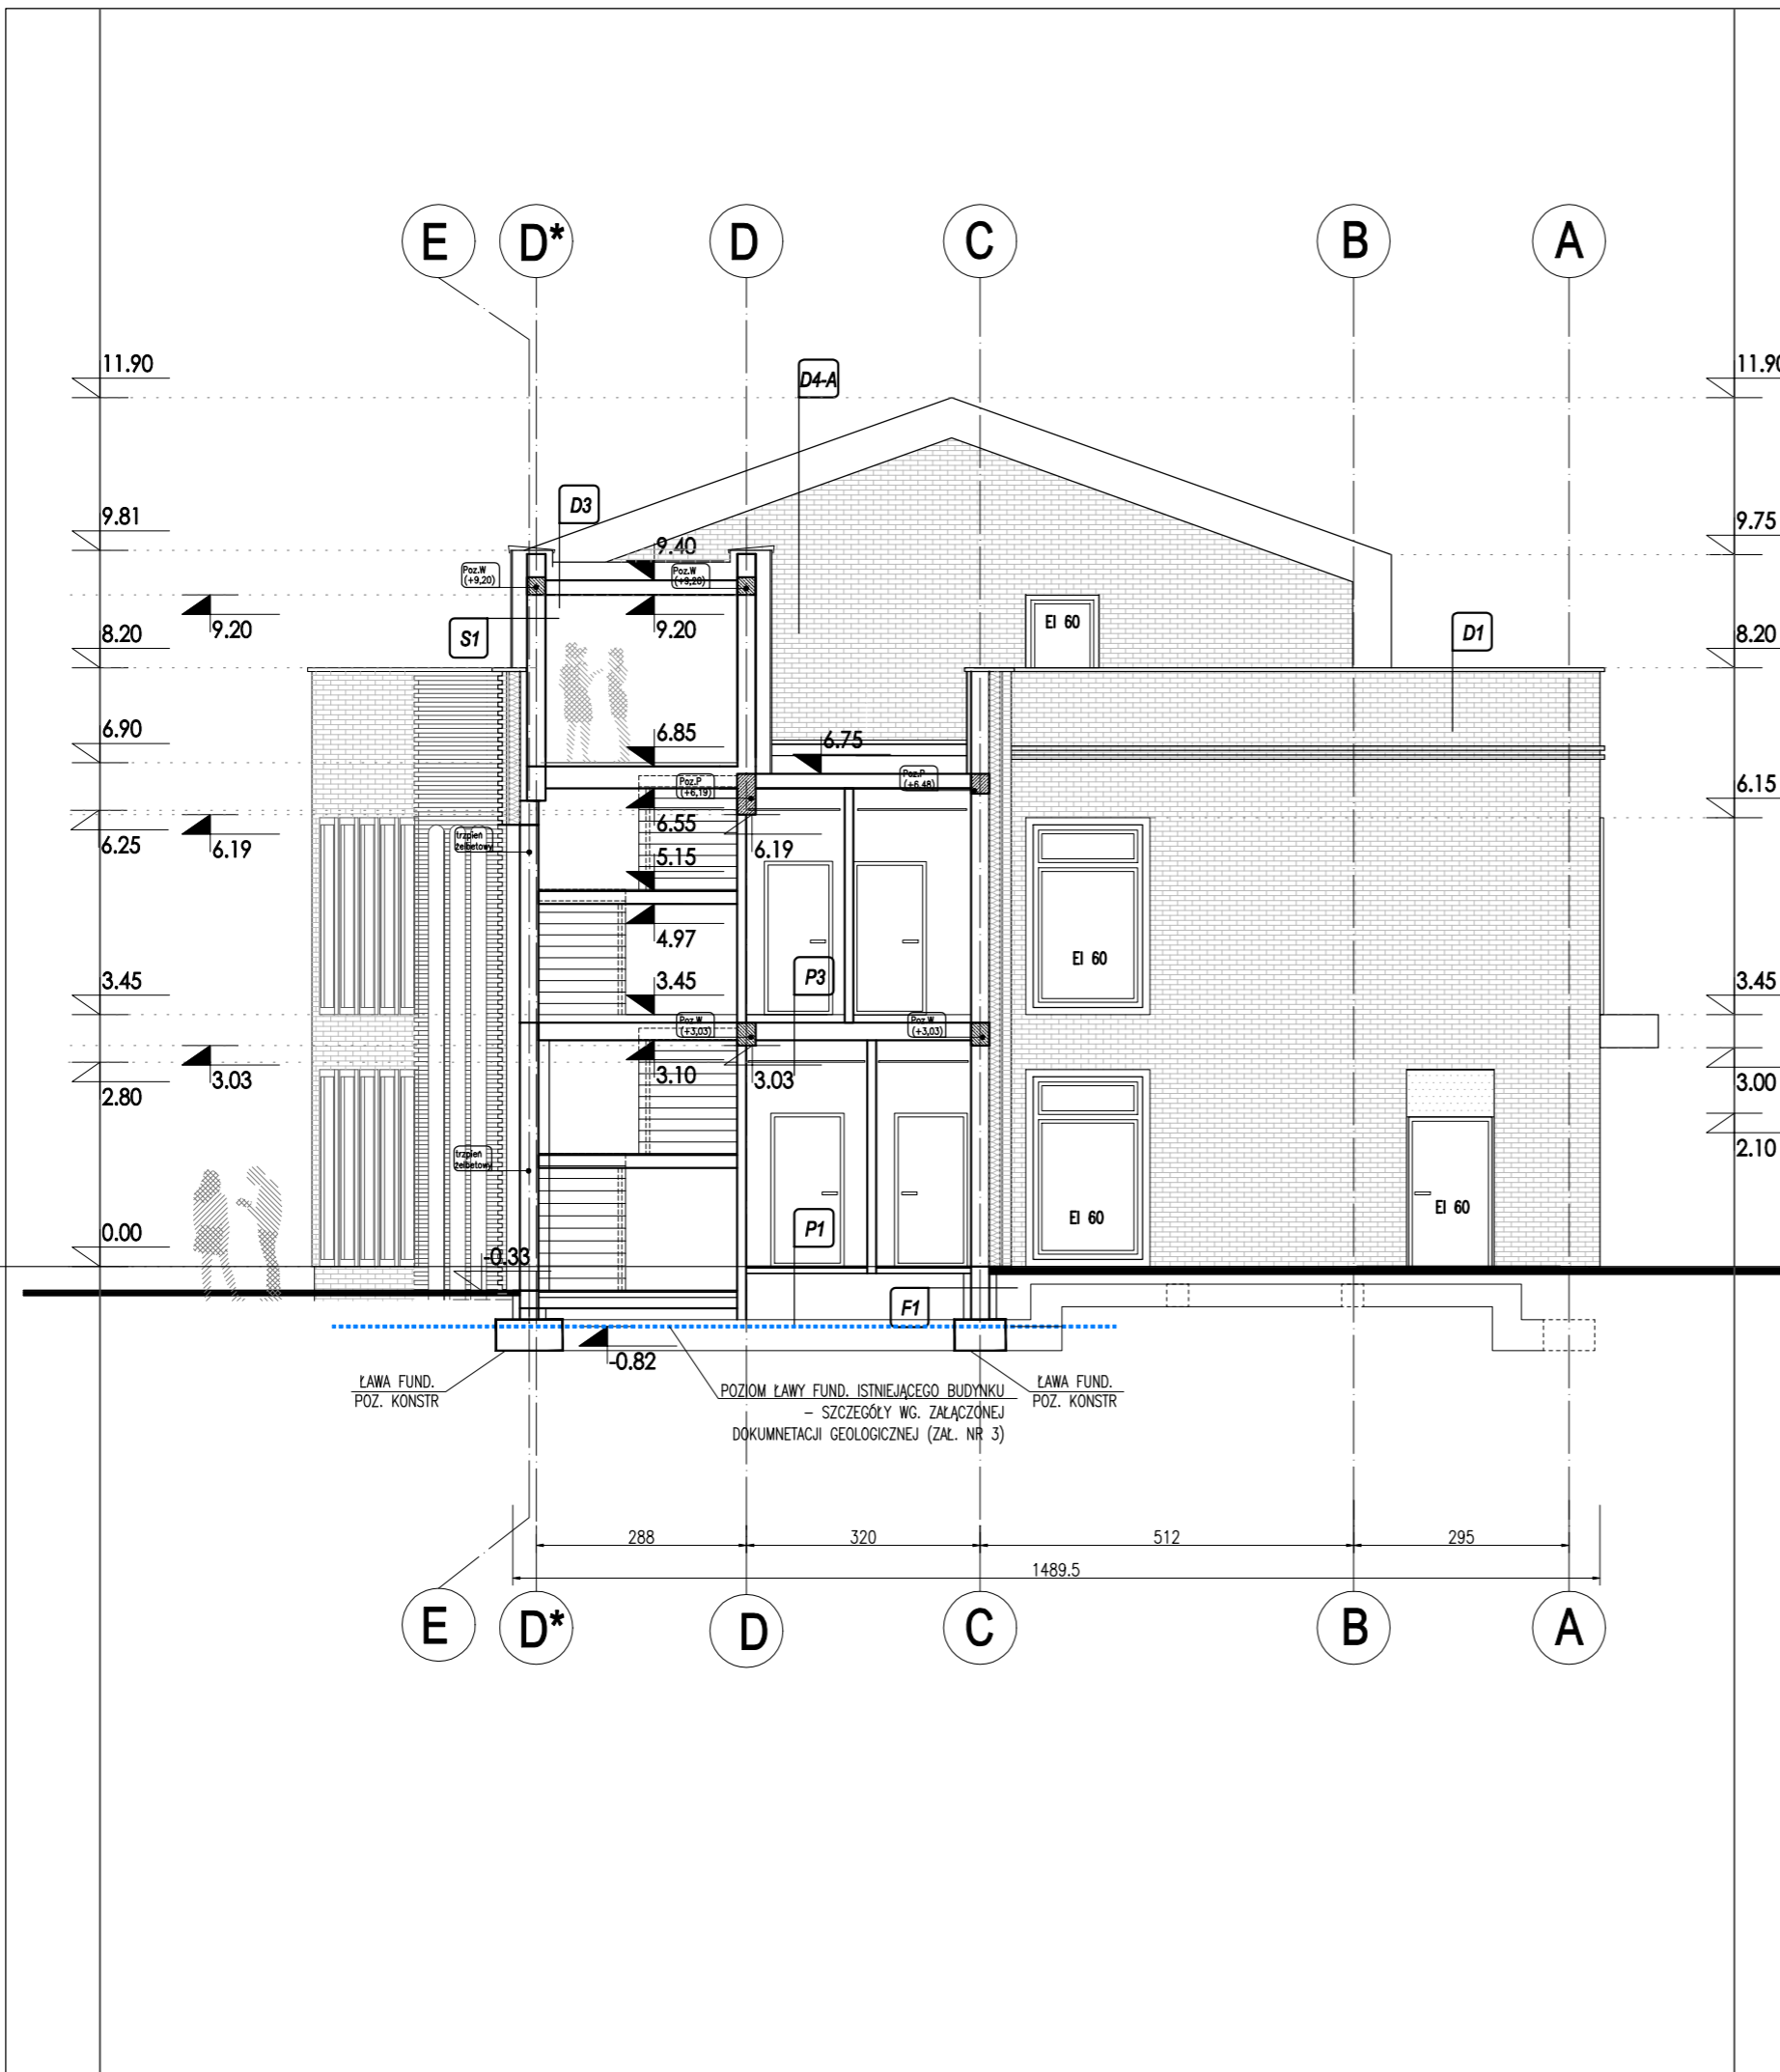 E D* D C B A
11.90 11.90
D4-A
D3
9.81 9.75
9.40
Poz.W
(+9,20)
Poz.W
(+9,20)
9.20 9.20
EI 60
S1 D1
8.20 8.20
6.90 6.85 6.75
Poz.P
(+6,19)
Poz.P
(+6,48)
6.15
6.25 6.19 6.55 6.19
trzpień
żelbetowy
5.15
4.97
EI 60
P3
3.45 3.45 3.45
Poz.W
(+3,03)
Poz.W
(+3,03)
3.03 3.10 3.03
2.80 3.00
2.10
trzpień
żelbetowy
EI 60
EI 60
P1
0.00
-0.33
F1
-0.82
ŁAWA FUND.
POZ. KONSTR
POZIOM ŁAWY FUND. ISTNIEJĄCEGO BUDYNKU
– SZCZEGÓŁY WG. ZAŁĄCZONEJ
DOKUMNETACJI GEOLOGICZNEJ (ZAŁ. NR 3)
ŁAWA FUND.
POZ. KONSTR
288 320 512 295
1489.5
E D* D C B A